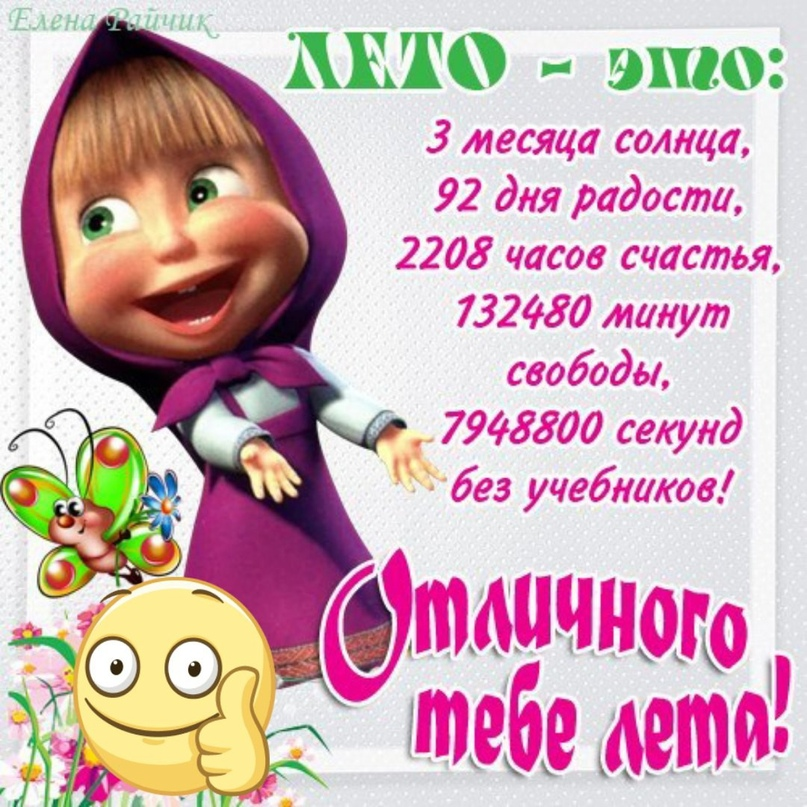 Елена Райчик
ЛЕТО - это:
3 месяца солнца,
92 дня радости,
2208 часов счастья,
132480 минут
свободы,
7948800 секунд
без учебников!
Отличного
тебе лета!